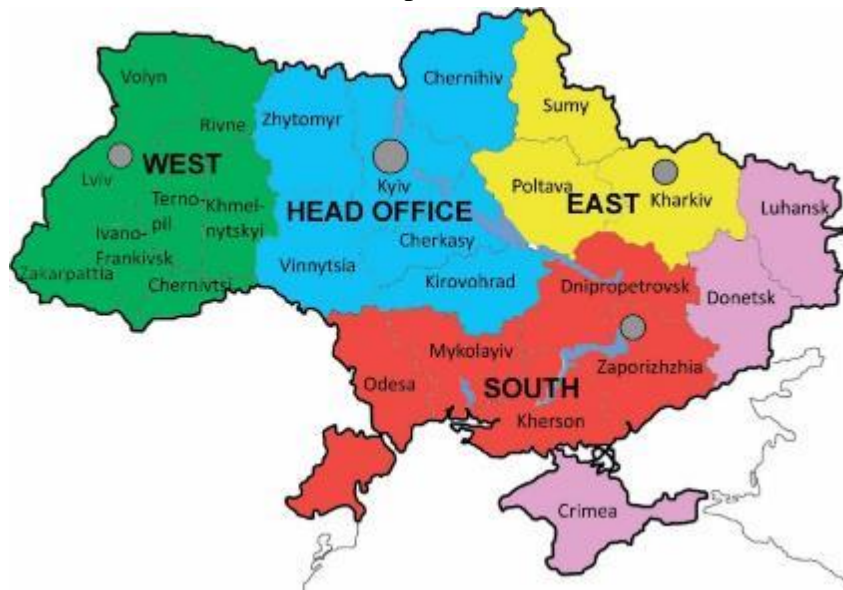 Volyn
Rivne
WEST
Lviv
Terno-
pil
Khmel-
nytskyi
Ivano-
Frankivsk
Zakarpattia
Chernivtsi
Zhytomyr
Chernihiv
Kyiv
HEAD OFFICE
Cherkasy
Vinnytsia
Kirovohrad
Sumy
Poltava
EAST
Kharkiv
Luhansk
Donetsk
Dnipropetrovsk
Mykolayiv
Zaporizhzhia
Odesa
SOUTH
Kherson
Crimea